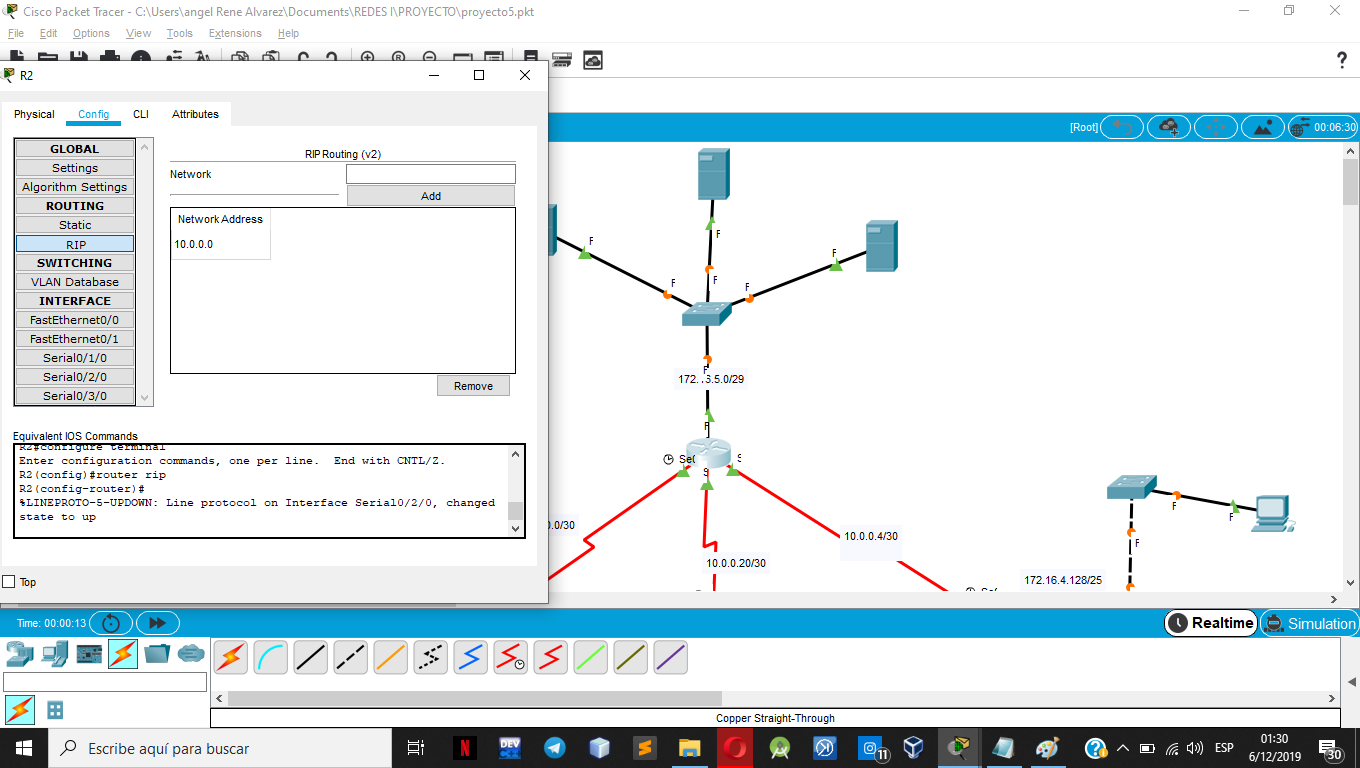 Cisco Packet Tracer - C:\Users\angel Rene Alvarez\Documents\REDES I\PROYECTO\proyecto5.pkt
File Edit Options View Tools Extensions Help
?
R2
Physical Config CLI Attributes
GLOBAL
Settings
Algorithm Settings
ROUTING
Static
RIP
SWITCHING
VLAN Database
INTERFACE
FastEthernet0/0
FastEthernet0/1
Serial0/1/0
Serial0/2/0
Serial0/3/0
RIP Routing (v2)
Network
Add
Network Address
10.0.0.0
Remove
Equivalent IOS Commands
R2#configure terminal
Enter configuration commands, one per line. End with CNTL/Z.
R2(config)#router rip
R2(config-router)#
%LINEPROTO-5-UPDOWN: Line protocol on Interface Serial0/2/0, changed
state to up
Top
[Root]
00:06:30
F
F
F
F
F
F
F
F
172.
.5.0/29
F
S
S
.0/30
10.0.0.20/30
10.0.0.4/30
172.16.4.128/25
F
F
F
Time: 00:00:13
Realtime
Simulation
Copper Straight-Through
Escribe aquí para buscar
N
DEV
11
ESP
01:30
6/12/2019
30